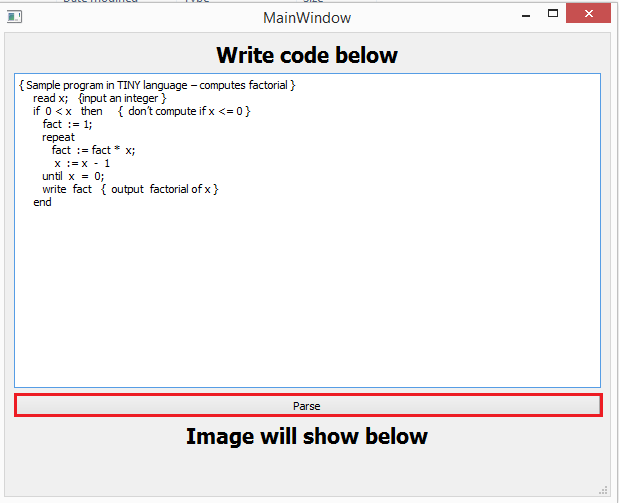 MainWindow
Write code below
{ Sample program in TINY language – computes factorial }
read x;   {input an integer }
if  0 < x   then     {  don't compute if x <= 0 }
fact  := 1;
repeat
fact  := fact *  x;
x  := x  -  1
until  x  =  0;
write  fact   {  output  factorial of x }
end
Parse
Image will show below